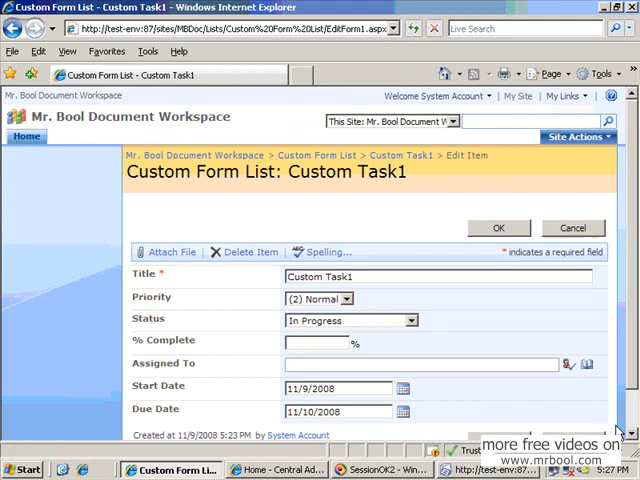 Custom Form List - Custom Task1 - Windows Internet Explorer
http://test-env:87/sites/MBDoc/Lists/Custom%20Form%20List/EditForm1.aspx
Live Search
File Edit View Favorites Tools Help
Custom Form List - Custom Task1
Page Tools
Mr. Bool Document Workspace
Welcome System Account My Site My Links
Mr. Bool Document Workspace
This Site: Mr. Bool Document W
Home
Site Actions
Mr. Bool Document Workspace > Custom Form List > Custom Task1 > Edit Item
Custom Form List: Custom Task1
OK Cancel
Attach File Delete Item Spelling... * indicates a required field
Title * Custom Task1
Priority (2) Normal
Status In Progress
% Complete %
Assigned To
Start Date 11/9/2008
Due Date 11/10/2008
Created at 11/9/2008 5:23 PM by System Account
more free videos on
www.mrbool.com
Start Custom Form Li... Home - Central Ad... SessionOK2 - Win... http://test-env:8... 5:27 PM